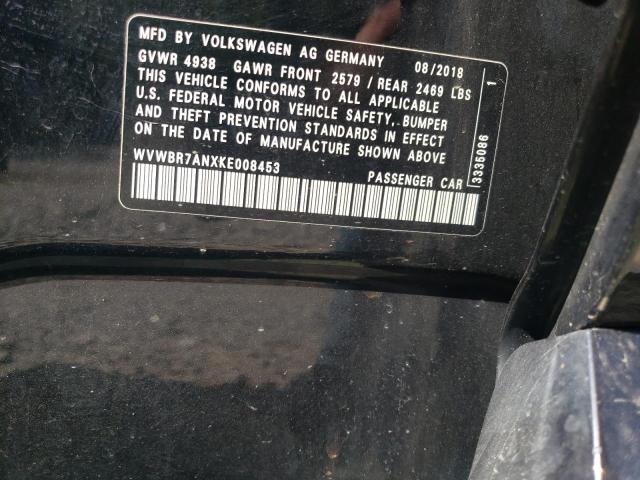 MFD BY VOLKSWAGEN AG GERMANY 08/2018
GVWR 4938 GAWR FRONT 2579 / REAR 2469 LBS
THIS VEHICLE CONFORMS TO ALL APPLICABLE
U.S. FEDERAL MOTOR VEHICLE SAFETY, BUMPER
AND THEFT PREVENTION STANDARDS IN EFFECT
ON THE DATE OF MANUFACTURE SHOWN ABOVE
WVWBR7ANXKE008453 PASSENGER CAR
3335086 1